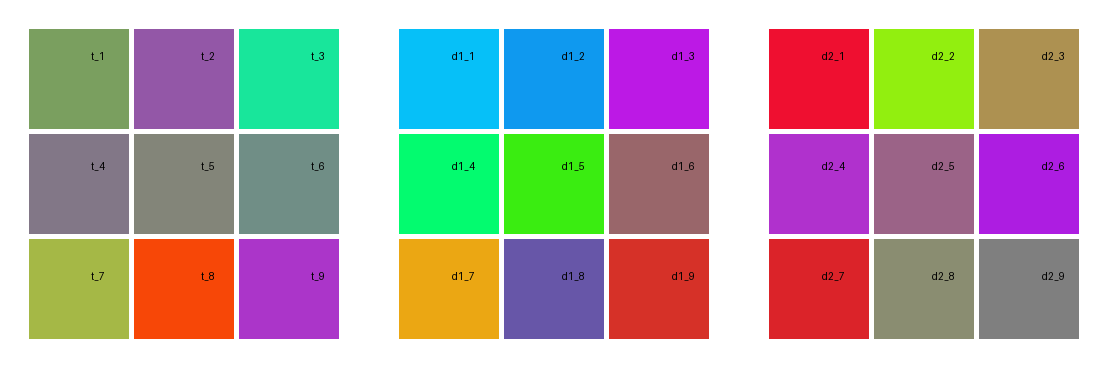 t_1 t_2 t_3 d1_1 d1_2 d1_3 d2_1 d2_2 d2_3
t_4 t_5 t_6 d1_4 d1_5 d1_6 d2_4 d2_5 d2_6
t_7 t_8 t_9 d1_7 d1_8 d1_9 d2_7 d2_8 d2_9